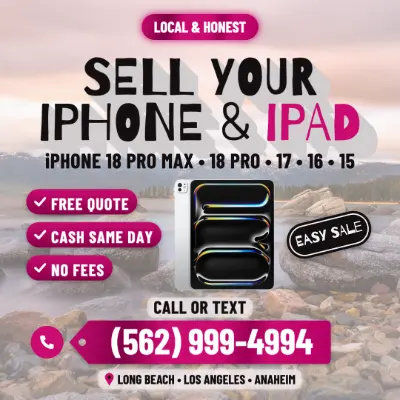 LOCAL & HONEST
SELL YOUR
IPHONE & IPAD
iPHONE 18 PRO MAX • 18 PRO • 17 • 16 • 15
FREE QUOTE
CASH SAME DAY
NO FEES
EASY SALE
CALL OR TEXT
(562) 999-4994
LONG BEACH • LOS ANGELES • ANAHEIM